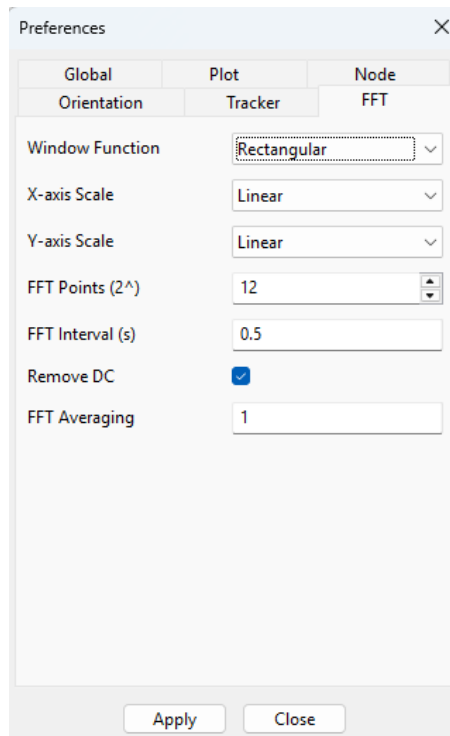 Preferences
Global Plot Node
Orientation Tracker FFT
Window Function Rectangular
X-axis Scale Linear
Y-axis Scale Linear
FFT Points (2^) 12
FFT Interval (s) 0.5
Remove DC
FFT Averaging 1
Apply Close